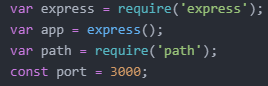 var express = require('express');
var app = express();
var path = require('path');
const port = 3000;